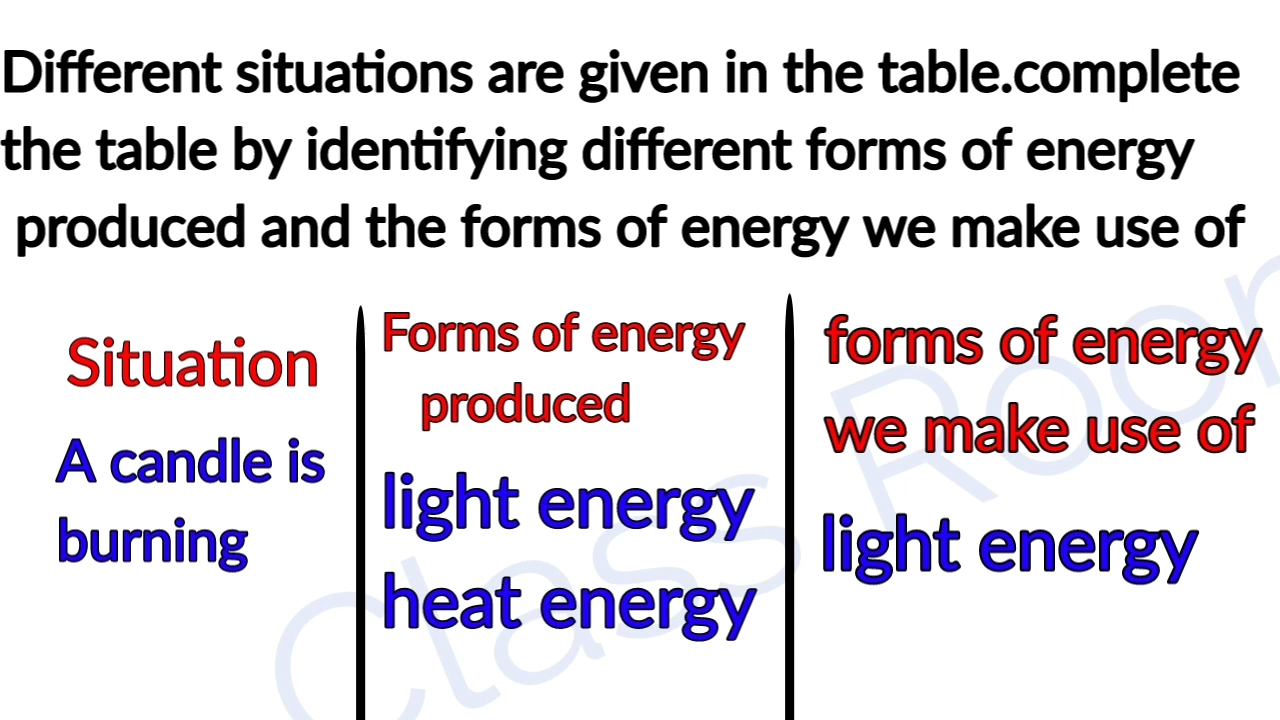 Different situations are given in the table.complete
the table by identifying different forms of energy
produced and the forms of energy we make use of
Situation
A candle is
burning
Forms of energy
produced
light energy
heat energy
forms of energy
we make use of
light energy
Class Room